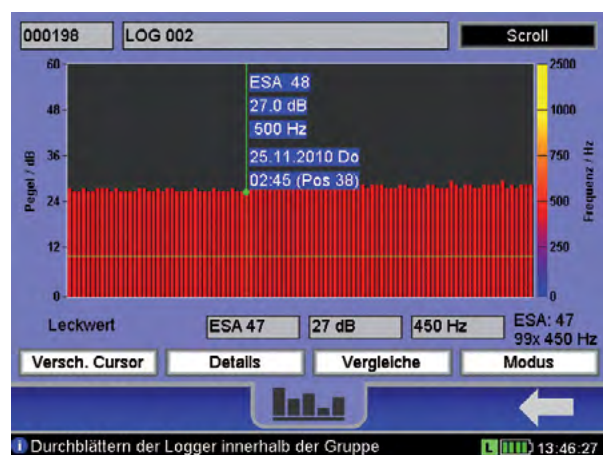 000198 LOG 002 Scroll
Pegel / dB
60
48
36
24
12
0
ESA 48
27.0 dB
500 Hz
25.11.2010 Do
02:45 (Pos 38)
2500
1000
750
500
250
0
Frequenz / Hz
Leckwert ESA 47 27 dB 450 Hz ESA: 47
99x 450 Hz
Versch. Cursor Details Vergleiche Modus
Durchblättern der Logger innerhalb der Gruppe L 13:46:27